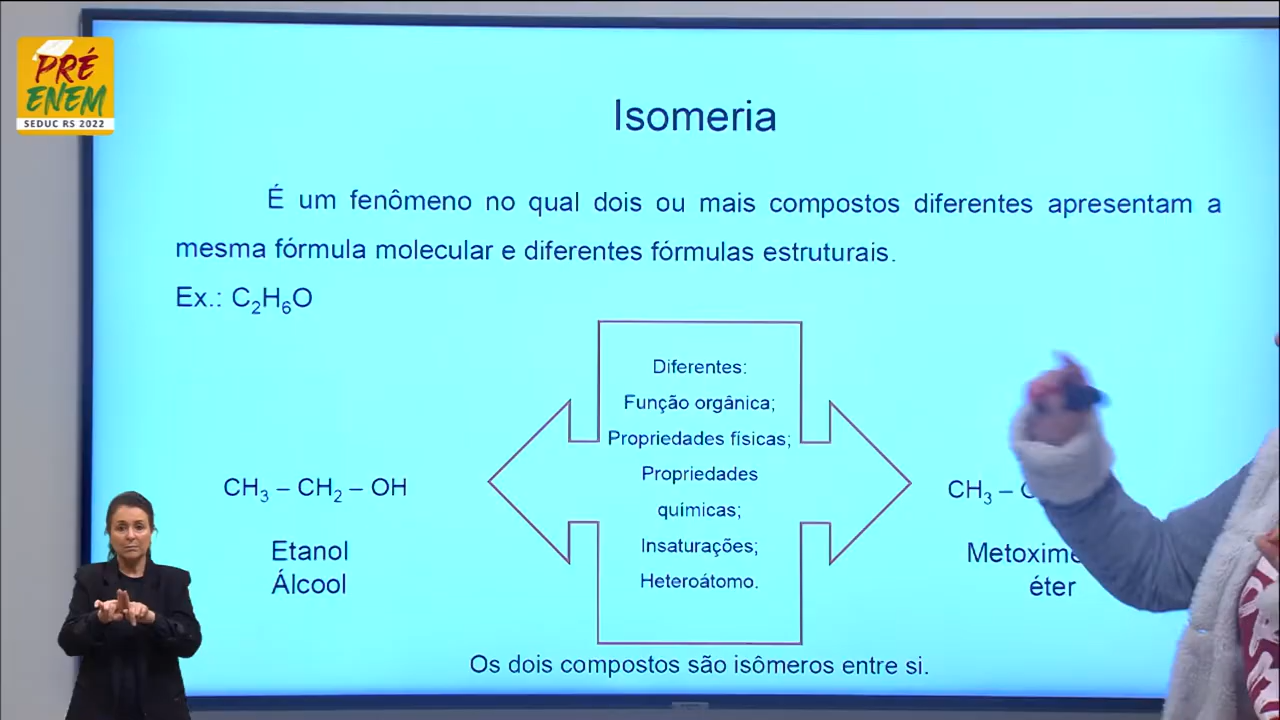 PRÉ
ENEM
SEDUC RS 2022
Isomeria
É um fenômeno no qual dois ou mais compostos diferentes apresentam a
mesma fórmula molecular e diferentes fórmulas estruturais.
Ex.: C₂H₆O
Diferentes:
Função orgânica;
Propriedades físicas;
Propriedades
químicas;
Insaturações;
Heteroátomo.
CH₃ – CH₂ – OH
Etanol
Álcool
CH₃ –
éter
Os dois compostos são isômeros entre si.